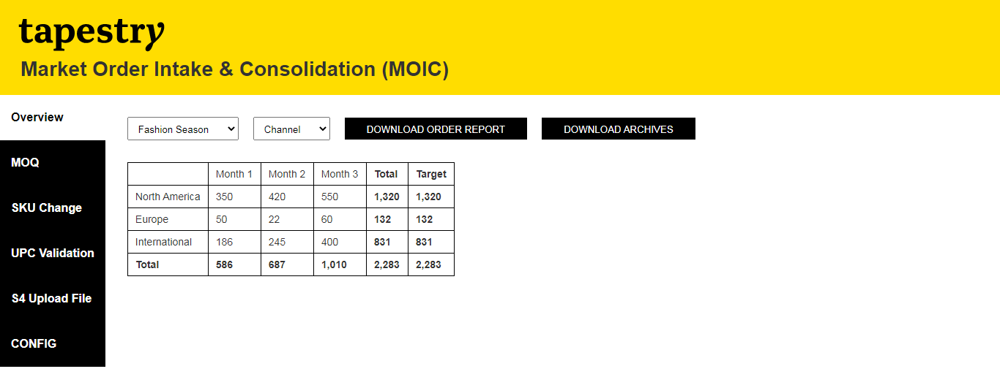 tapestry
Market Order Intake & Consolidation (MOIC)
Overview
MOQ
SKU Change
UPC Validation
S4 Upload File
CONFIG
Fashion Season Channel DOWNLOAD ORDER REPORT DOWNLOAD ARCHIVES
Month 1 Month 2 Month 3 Total Target
North America 350 420 550 1,320 1,320
Europe 50 22 60 132 132
International 186 245 400 831 831
Total 586 687 1,010 2,283 2,283